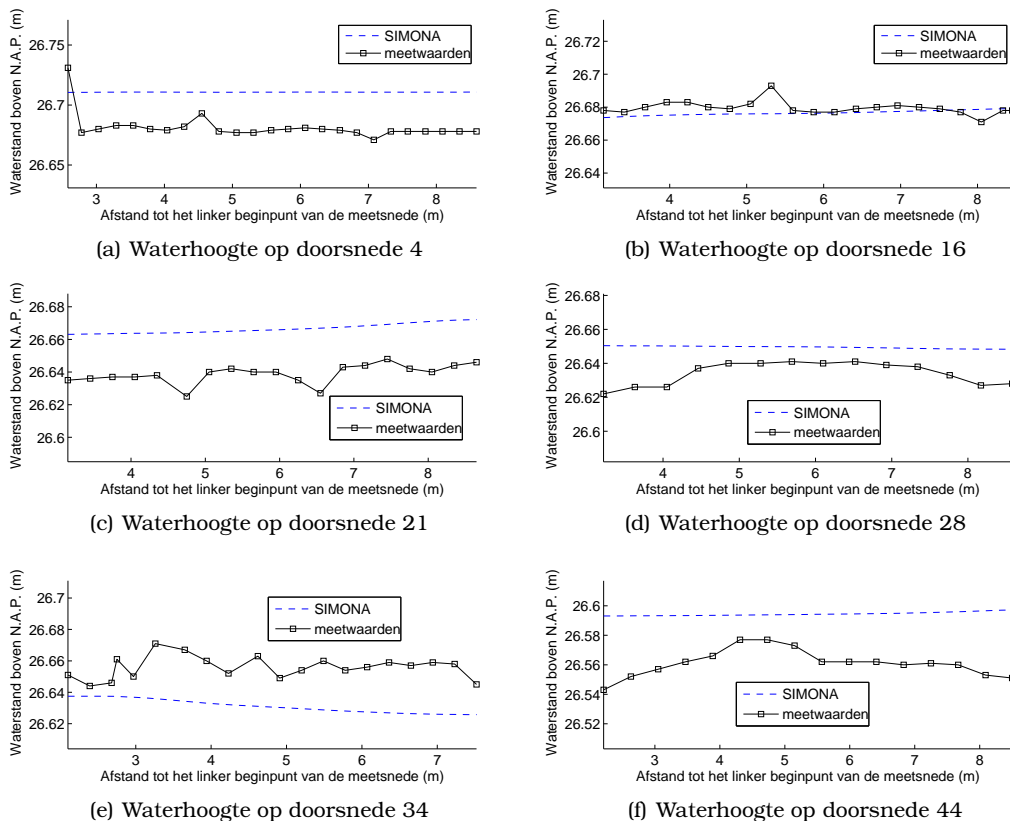 Waterstand boven N.A.P. (m)
26.75
26.7
26.65
SIMONA
meetwaarden
3 4 5 6 7 8
Afstand tot het linker beginpunt van de meetsnede (m)
(a) Waterhoogte op doorsnede 4
Waterstand boven N.A.P. (m)
26.72
26.7
26.68
26.66
26.64
SIMONA
meetwaarden
4 5 6 7 8
Afstand tot het linker beginpunt van de meetsnede (m)
(b) Waterhoogte op doorsnede 16
Waterstand boven N.A.P. (m)
26.68
26.66
26.64
26.62
26.6
SIMONA
meetwaarden
4 5 6 7 8
Afstand tot het linker beginpunt van de meetsnede (m)
(c) Waterhoogte op doorsnede 21
Waterstand boven N.A.P. (m)
26.68
26.66
26.64
26.62
26.6
SIMONA
meetwaarden
4 5 6 7 8
Afstand tot het linker beginpunt van de meetsnede (m)
(d) Waterhoogte op doorsnede 28
Waterstand boven N.A.P. (m)
26.7
26.68
26.66
26.64
26.62
SIMONA
meetwaarden
3 4 5 6 7
Afstand tot het linker beginpunt van de meetsnede (m)
(e) Waterhoogte op doorsnede 34
Waterstand boven N.A.P. (m)
26.6
26.58
26.56
26.54
26.52
SIMONA
meetwaarden
3 4 5 6 7 8
Afstand tot het linker beginpunt van de meetsnede (m)
(f) Waterhoogte op doorsnede 44